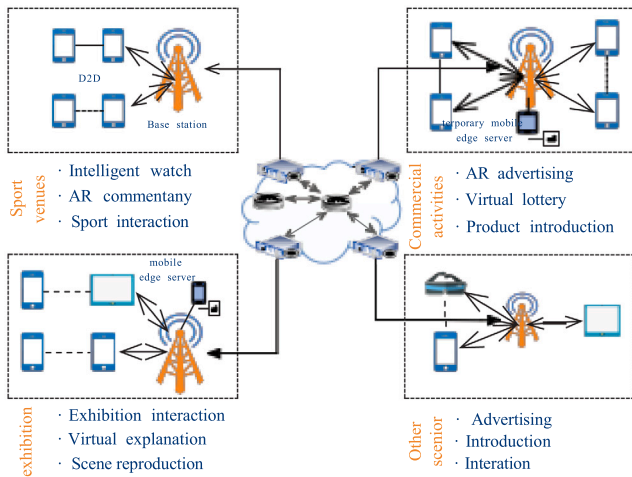 D2D
Base station
Sport
venues
· Intelligent watch
· AR commentany
· Sport interaction
terporary mobile
edge server
Commercial
activities
· AR advertising
· Virtual lottery
· Product introduction
mobile
edge server
exhibition
· Exhibition interaction
· Virtual explanation
· Scene reproduction
Other
scenior
· Advertising
· Introduction
· Interation